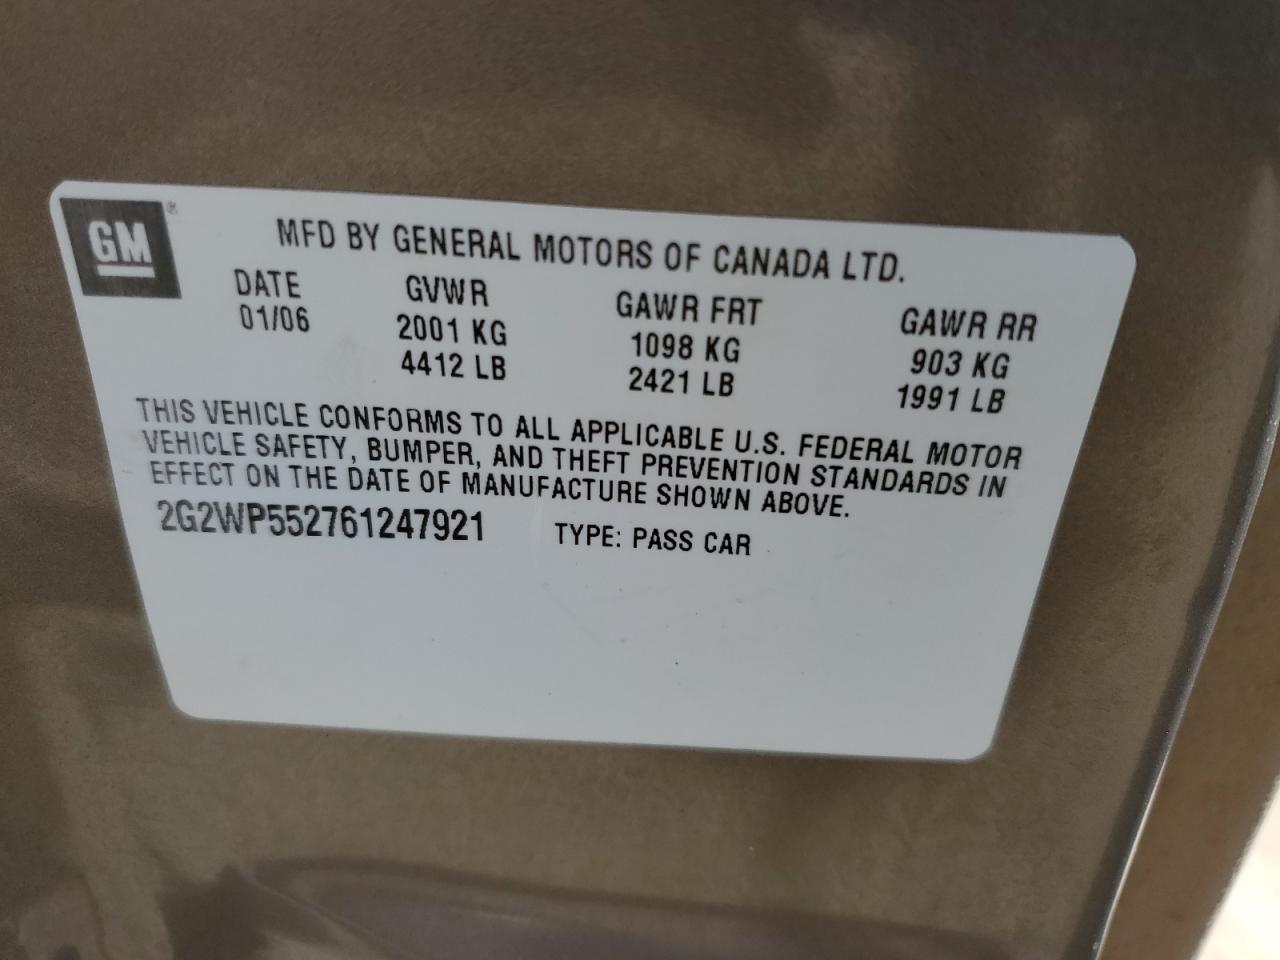 GM ®
MFD BY GENERAL MOTORS OF CANADA LTD.
DATE GVWR GAWR FRT GAWR RR
01/06 2001 KG 1098 KG 903 KG
4412 LB 2421 LB 1991 LB
THIS VEHICLE CONFORMS TO ALL APPLICABLE U.S. FEDERAL MOTOR
VEHICLE SAFETY, BUMPER, AND THEFT PREVENTION STANDARDS IN
EFFECT ON THE DATE OF MANUFACTURE SHOWN ABOVE.
2G2WP552761247921 TYPE: PASS CAR